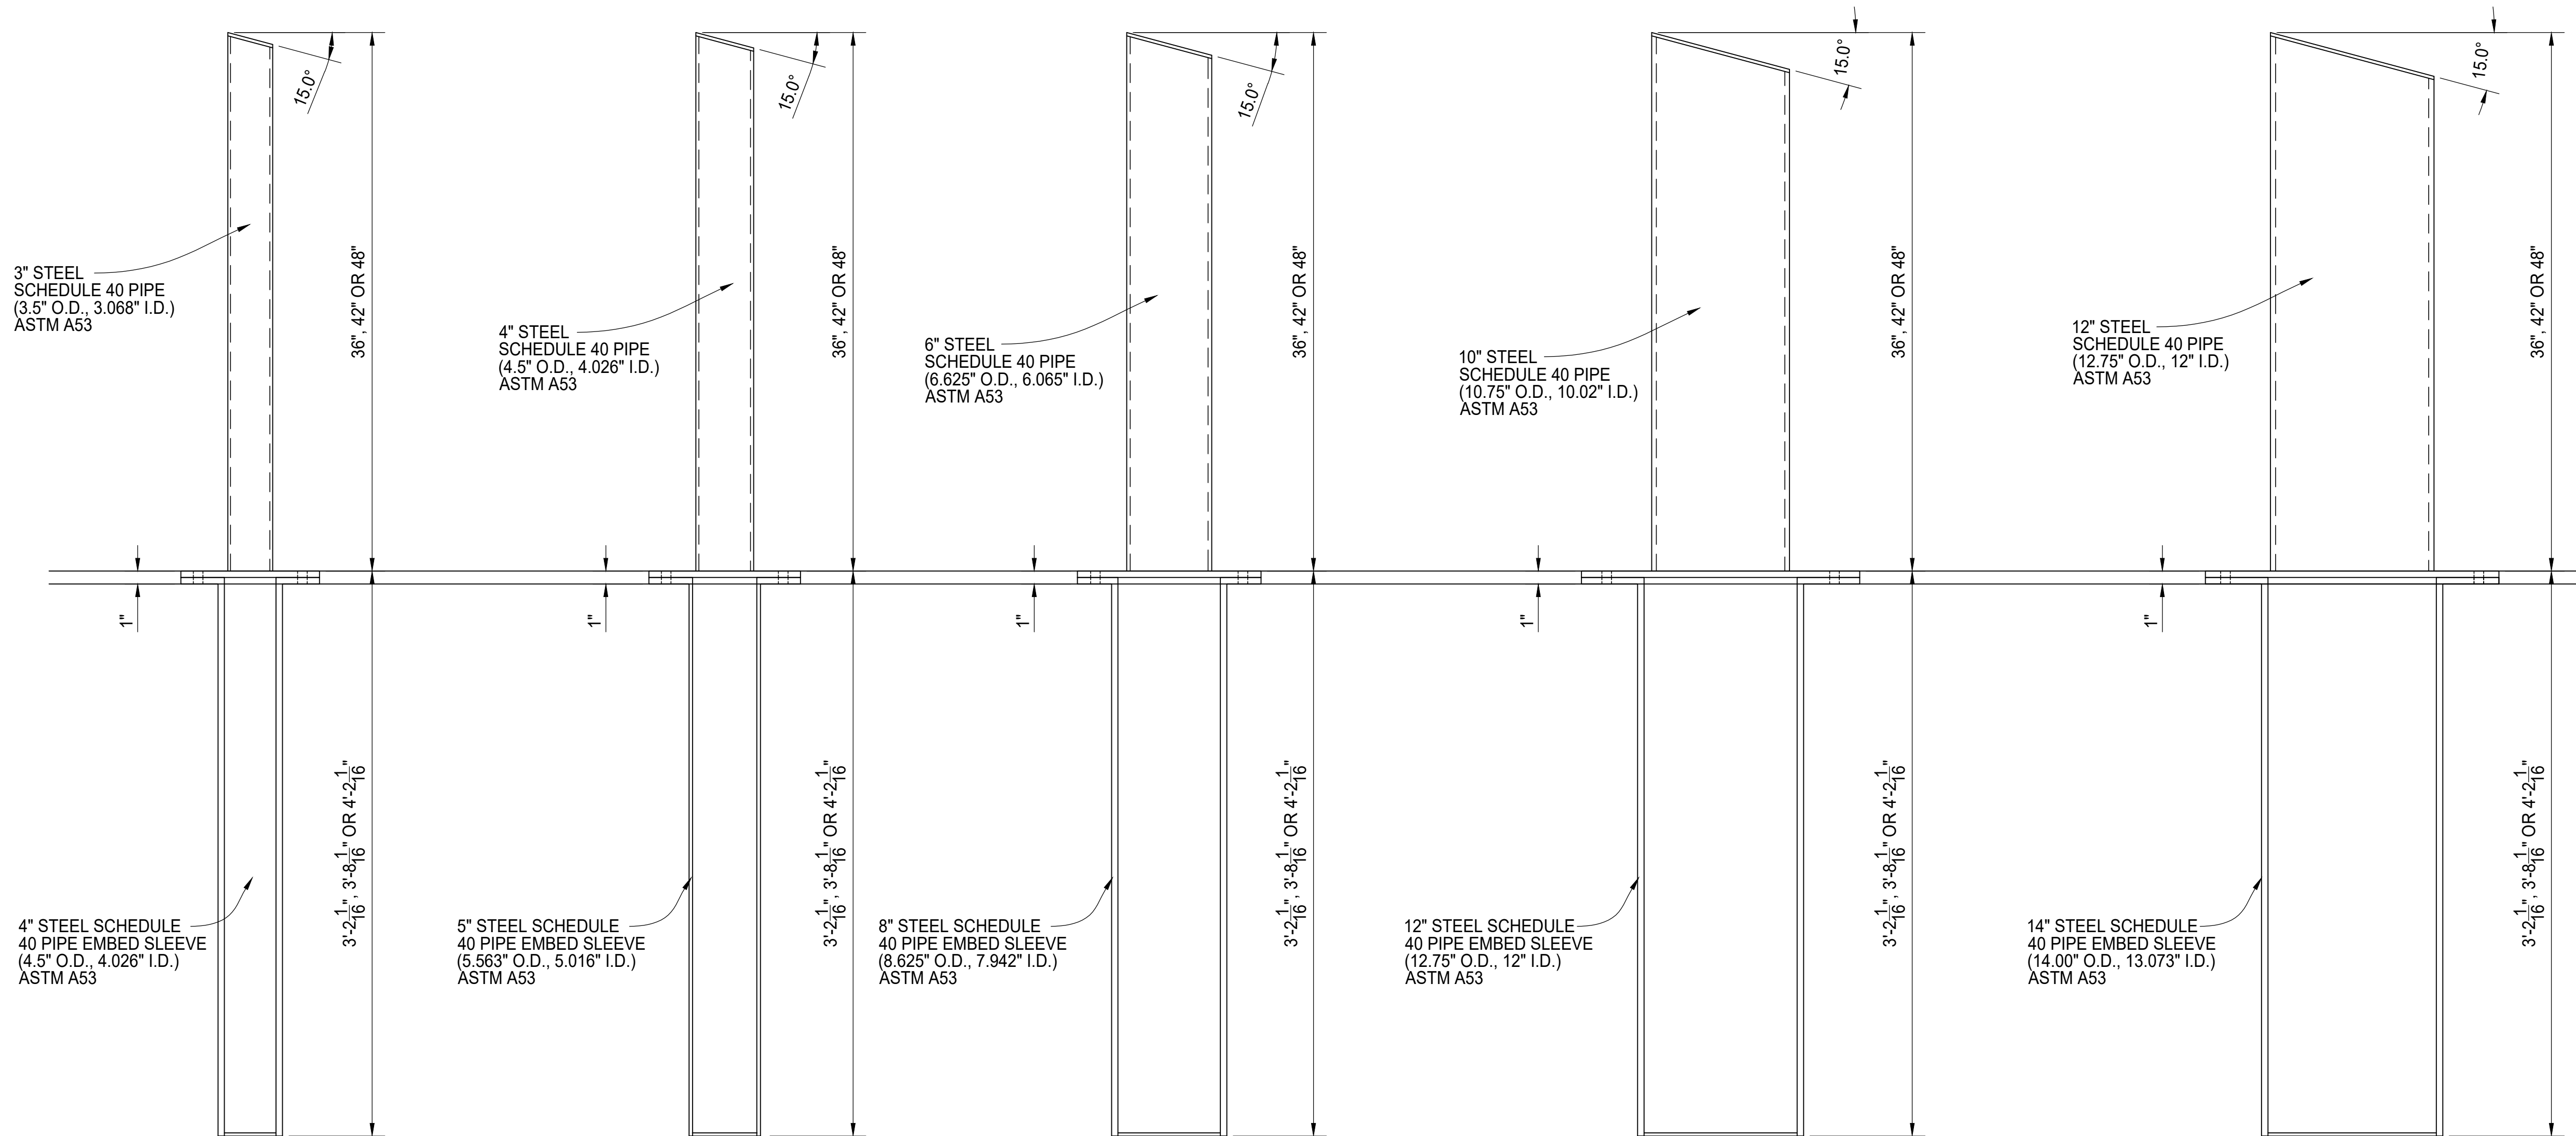 15.0°
15.0°
15.0°
15.0°
15.0°
3" STEEL
SCHEDULE 40 PIPE
(3.5" O.D., 3.068" I.D.)
ASTM A53
36", 42" OR 48"
4" STEEL
SCHEDULE 40 PIPE
(4.5" O.D., 4.026" I.D.)
ASTM A53
36", 42" OR 48"
6" STEEL
SCHEDULE 40 PIPE
(6.625" O.D., 6.065" I.D.)
ASTM A53
36", 42" OR 48"
10" STEEL
SCHEDULE 40 PIPE
(10.75" O.D., 10.02" I.D.)
ASTM A53
36", 42" OR 48"
12" STEEL
SCHEDULE 40 PIPE
(12.75" O.D., 12" I.D.)
ASTM A53
36", 42" OR 48"
1"
1"
1"
1"
1"
4" STEEL SCHEDULE
40 PIPE EMBED SLEEVE
(4.5" O.D., 4.026" I.D.)
ASTM A53
3'-2 1/16", 3'-8 1/16" OR 4'-2 1/16"
5" STEEL SCHEDULE
40 PIPE EMBED SLEEVE
(5.563" O.D., 5.016" I.D.)
ASTM A53
3'-2 1/16", 3'-8 1/16" OR 4'-2 1/16"
8" STEEL SCHEDULE
40 PIPE EMBED SLEEVE
(8.625" O.D., 7.942" I.D.)
ASTM A53
3'-2 1/16", 3'-8 1/16" OR 4'-2 1/16"
12" STEEL SCHEDULE
40 PIPE EMBED SLEEVE
(12.75" O.D., 12" I.D.)
ASTM A53
3'-2 1/16", 3'-8 1/16" OR 4'-2 1/16"
14" STEEL SCHEDULE
40 PIPE EMBED SLEEVE
(14.00" O.D., 13.073" I.D.)
ASTM A53
3'-2 1/16", 3'-8 1/16" OR 4'-2 1/16"